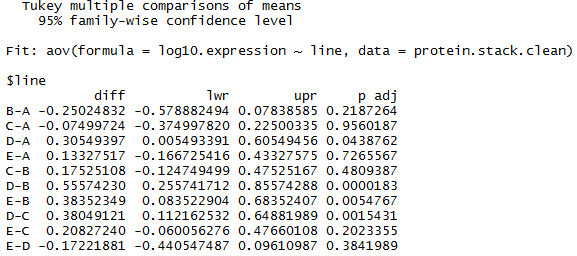 Tukey multiple comparisons of means
95% family-wise confidence level
Fit: aov(formula = log10.expression ~ line, data = protein.stack.clean)
$line
diff lwr upr p adj
B-A -0.25024832 -0.578882494 0.07838585 0.2187264
C-A -0.07499724 -0.374997820 0.22500335 0.9560187
D-A 0.30549397 0.005493391 0.60549456 0.0438762
E-A 0.13327517 -0.166725416 0.43327575 0.7265567
C-B 0.17525108 -0.124749499 0.47525167 0.4809387
D-B 0.55574230 0.255741712 0.85574288 0.0000183
E-B 0.38352349 0.083522904 0.68352407 0.0054767
D-C 0.38049121 0.112162532 0.64881989 0.0015431
E-C 0.20827240 -0.060056276 0.47660108 0.2023355
E-D -0.17221881 -0.440547487 0.09610987 0.3841989